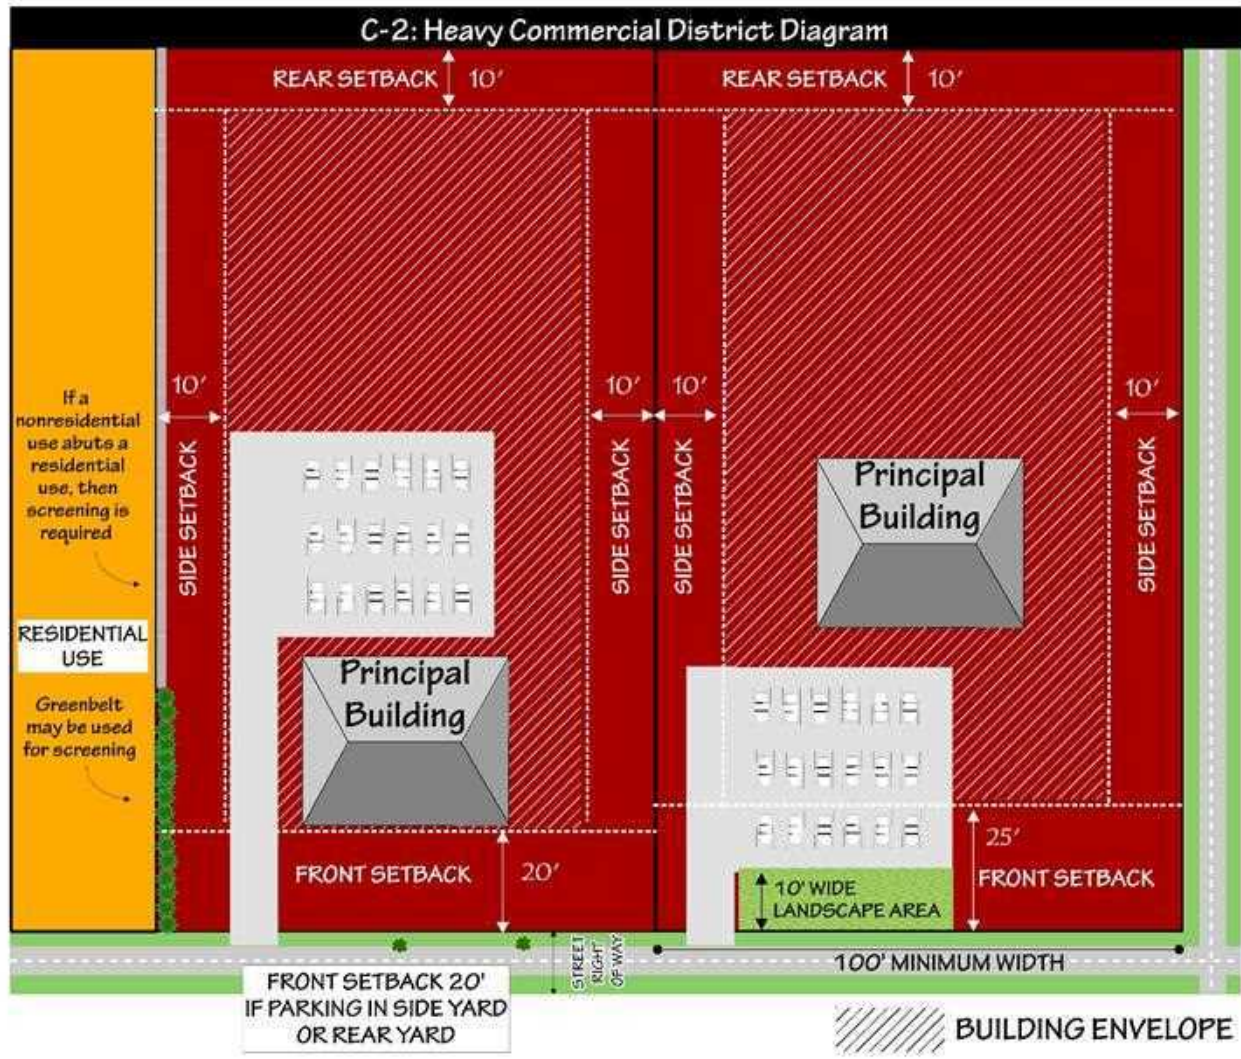 C-2: Heavy Commercial District Diagram
REAR SETBACK 10'
REAR SETBACK 10'
10'
10'
10'
10'
If a
nonresidential
use abuts a
residential
use, then
screening is
required
SIDE SETBACK
SIDE SETBACK
SIDE SETBACK
SIDE SETBACK
Principal
Building
RESIDENTIAL
USE
Principal
Building
Greenbelt
may be used
for screening
FRONT SETBACK 20'
25'
FRONT SETBACK
10' WIDE
LANDSCAPE AREA
STREET
RIGHT
OF WAY
100' MINIMUM WIDTH
FRONT SETBACK 20'
IF PARKING IN SIDE YARD
OR REAR YARD
BUILDING ENVELOPE